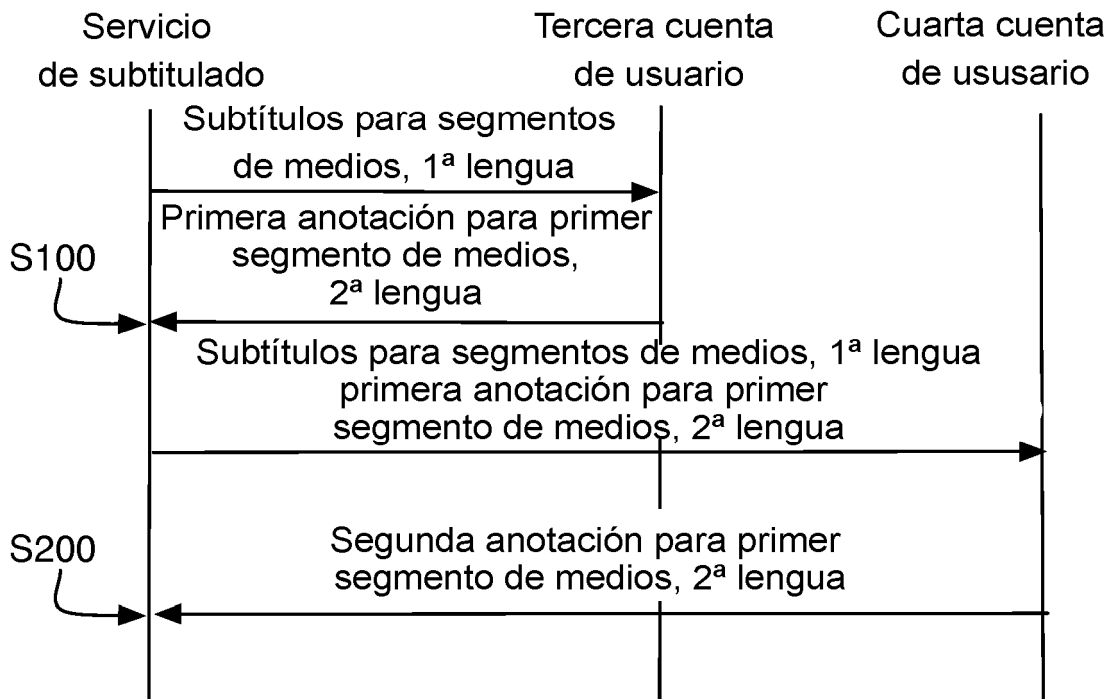 Servicio
de subtitulado
Tercera cuenta
de usuario
Cuarta cuenta
de ususario
Subtítulos para segmentos
de medios, 1ª lengua
Primera anotación para primer
segmento de medios,
2ª lengua
S100
Subtítulos para segmentos de medios, 1ª lengua
primera anotación para primer
segmento de medios, 2ª lengua
S200
Segunda anotación para primer
segmento de medios, 2ª lengua